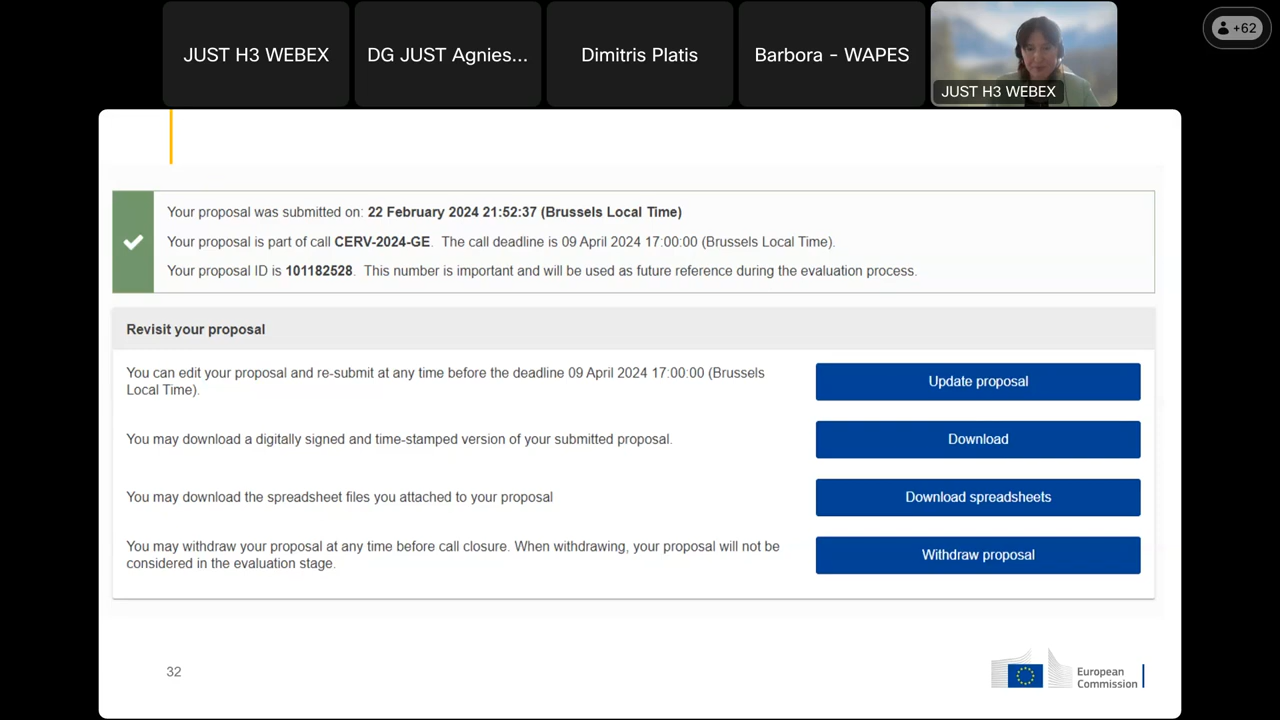 JUST H3 WEBEX
DG JUST Agnies...
Dimitris Platis
Barbora - WAPES
JUST H3 WEBEX
+62
Your proposal was submitted on: 22 February 2024 21:52:37 (Brussels Local Time)
Your proposal is part of call CERV-2024-GE. The call deadline is 09 April 2024 17:00:00 (Brussels Local Time).
Your proposal ID is 101182528. This number is important and will be used as future reference during the evaluation process.
Revisit your proposal
You can edit your proposal and re-submit at any time before the deadline 09 April 2024 17:00:00 (Brussels
Local Time).
Update proposal
You may download a digitally signed and time-stamped version of your submitted proposal.
Download
You may download the spreadsheet files you attached to your proposal
Download spreadsheets
You may withdraw your proposal at any time before call closure. When withdrawing, your proposal will not be
considered in the evaluation stage.
Withdraw proposal
32
European
Commission